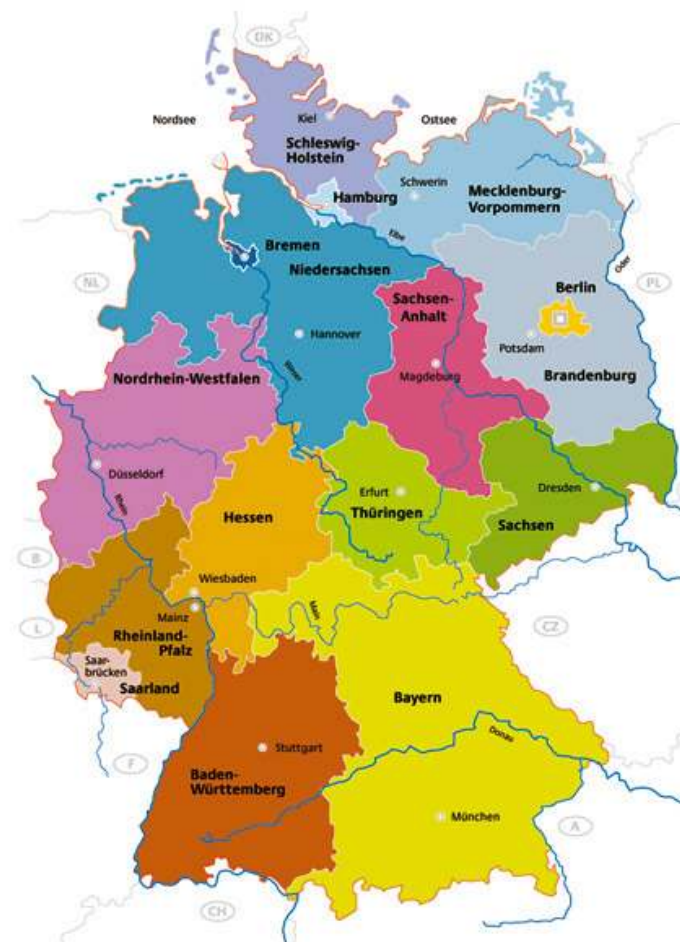 DK
Nordsee
Kiel
Ostsee
Schleswig-
Holstein
Hamburg
Schwerin
Mecklenburg-
Vorpommern
Elbe
Bremen
Niedersachsen
Oder
NL
Sachsen-
Anhalt
Berlin
PL
Hannover
Potsdam
Weser
Nordrhein-Westfalen
Magdeburg
Brandenburg
Düsseldorf
Rhein
Erfurt
Dresden
Hessen
Thüringen
Sachsen
B
Wiesbaden
L
Mainz
Main
CZ
Rheinland-
Pfalz
Saar-
brücken
Saarland
Bayern
F
Stuttgart
Donau
Baden-
Württemberg
München
A
CH